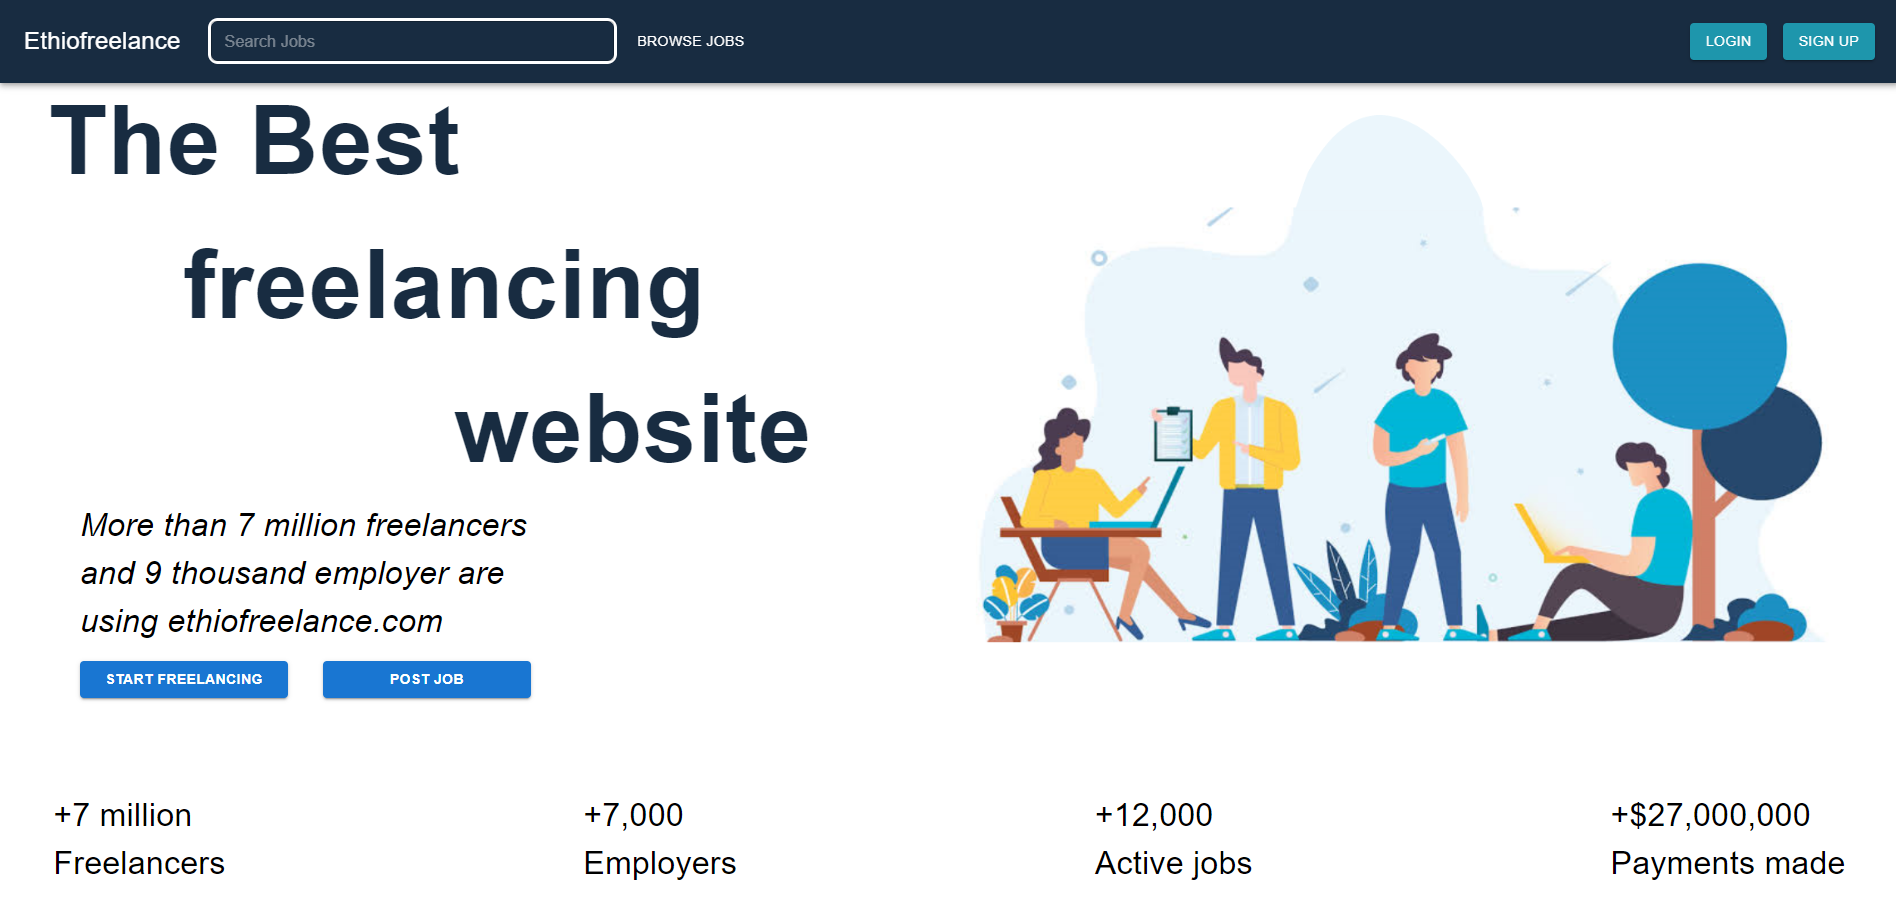 Ethiofreelance
Search Jobs
BROWSE JOBS
LOGIN
SIGN UP
The Best
freelancing
website
More than 7 million freelancers
and 9 thousand employer are
using ethiofreelance.com
START FREELANCING
POST JOB
+7 million
Freelancers
+7,000
Employers
+12,000
Active jobs
+$27,000,000
Payments made